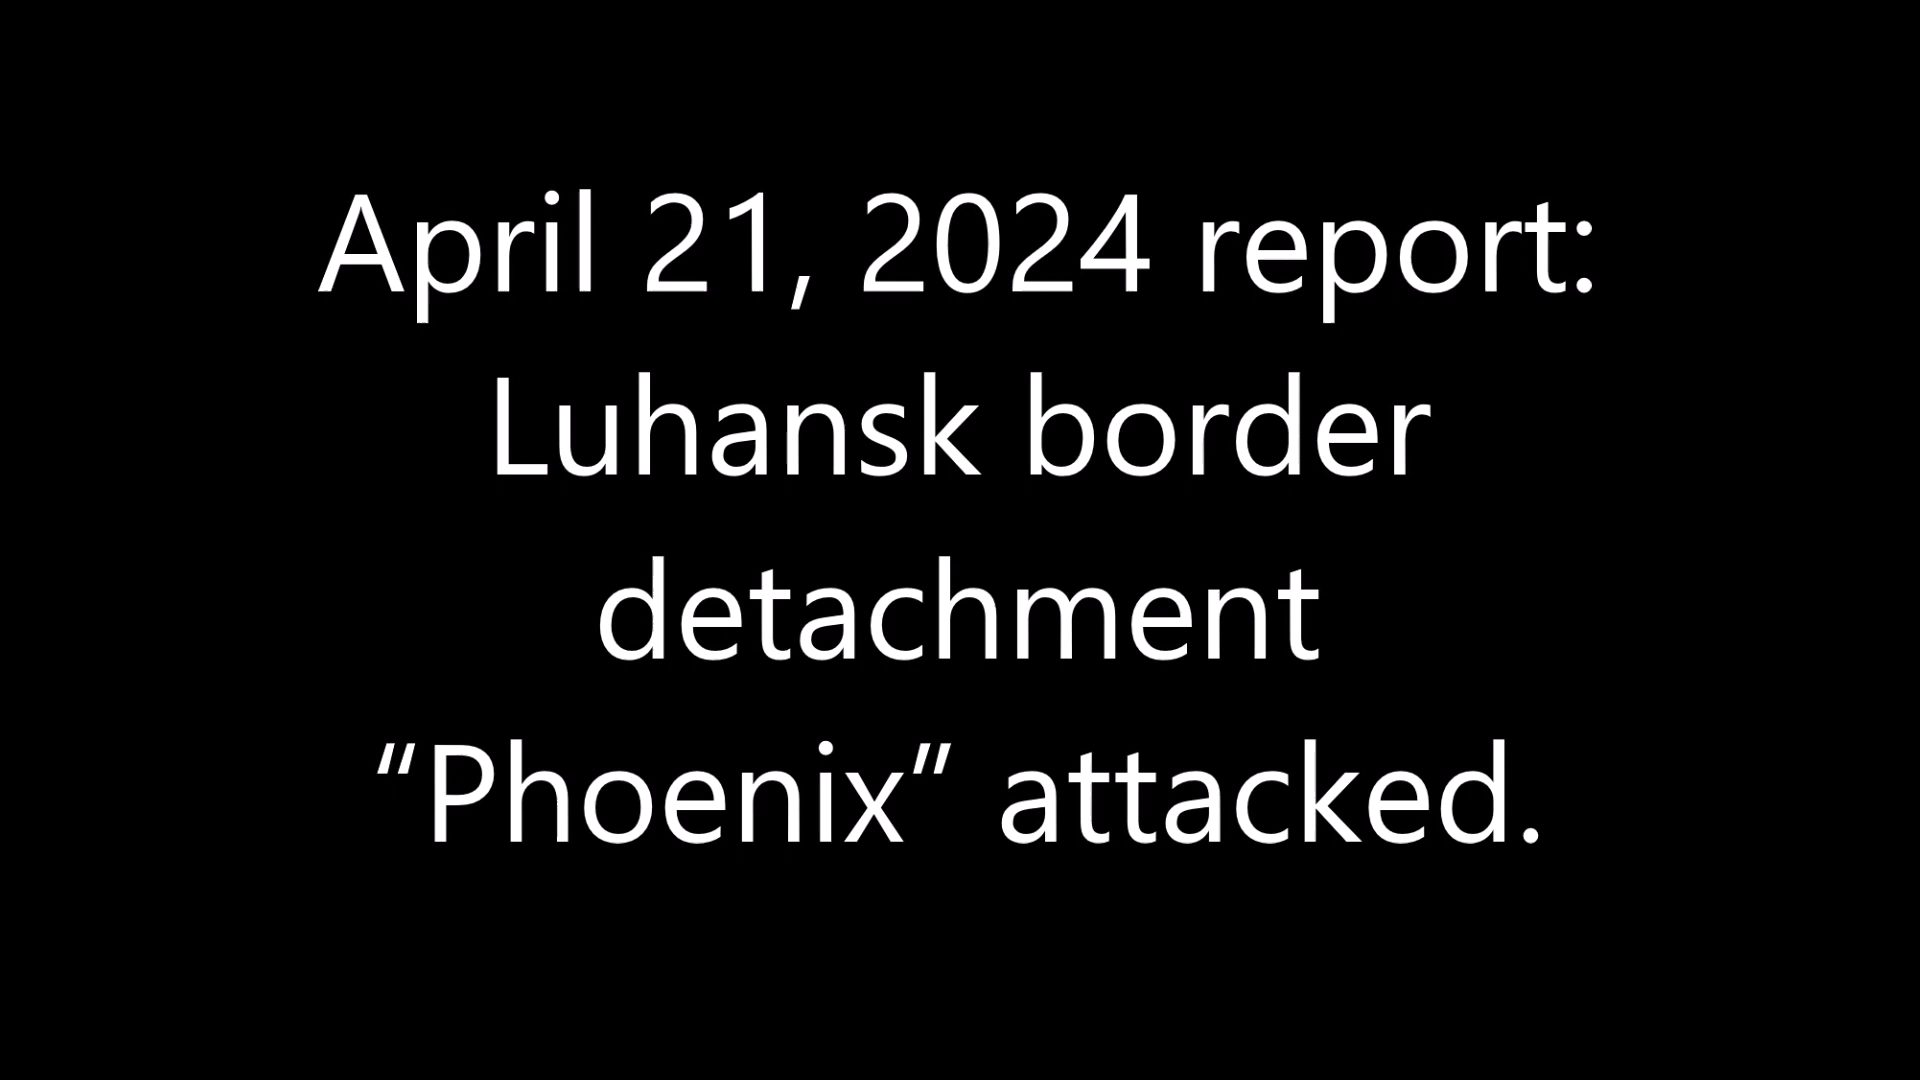 April 21, 2024 report:
Luhansk border
detachment
“Phoenix” attacked.